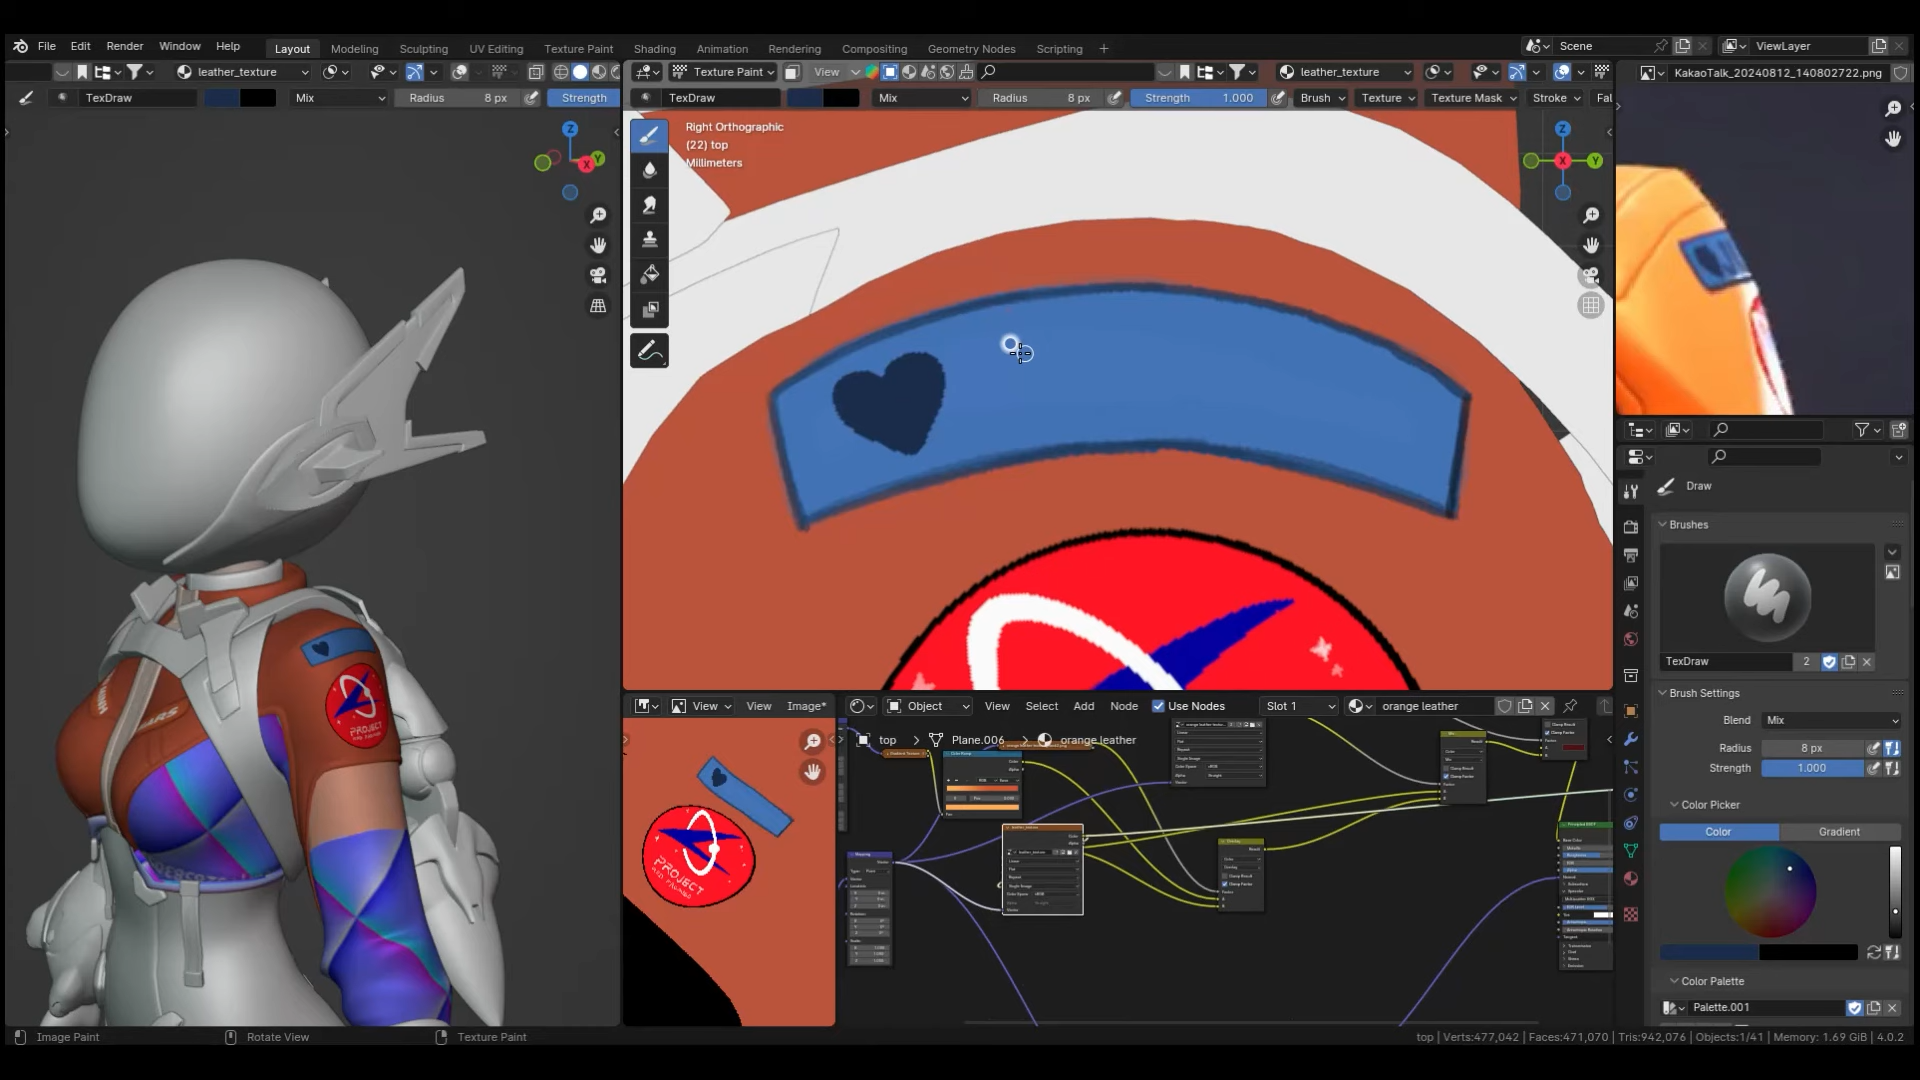 File Edit Render Window Help
Layout Modeling Sculpting UV Editing Texture Paint Shading Animation Rendering Compositing Geometry Nodes Scripting +
Scene
ViewLayer
leather_texture
Texture Paint
View
leather_texture
KakaoTalk_20240812_140802722.png
TexDraw
Mix
Radius 8 px
Strength
TexDraw
Mix
Radius 8 px
Strength 1.000
Brush
Texture
Texture Mask
Stroke
Fal
Right Orthographic
(22) top
Millimeters
Z
Y
X
Z
X
Y
Draw
Brushes
TexDraw
2
Brush Settings
Blend Mix
Radius 8 px
Strength 1.000
Color Picker
Color Gradient
Color Palette
Palette.001
View
View
Image*
Object
View
Select
Add
Node
Use Nodes
Slot 1
orange leather
top > Plane.006 > orange leather
PROJECT
PROJECT
Image Paint
Rotate View
Texture Paint
top | Verts:477,042 | Faces:471,070 | Tris:942,076 | Objects:1/41 | Memory: 1.69 GiB | 4.0.2